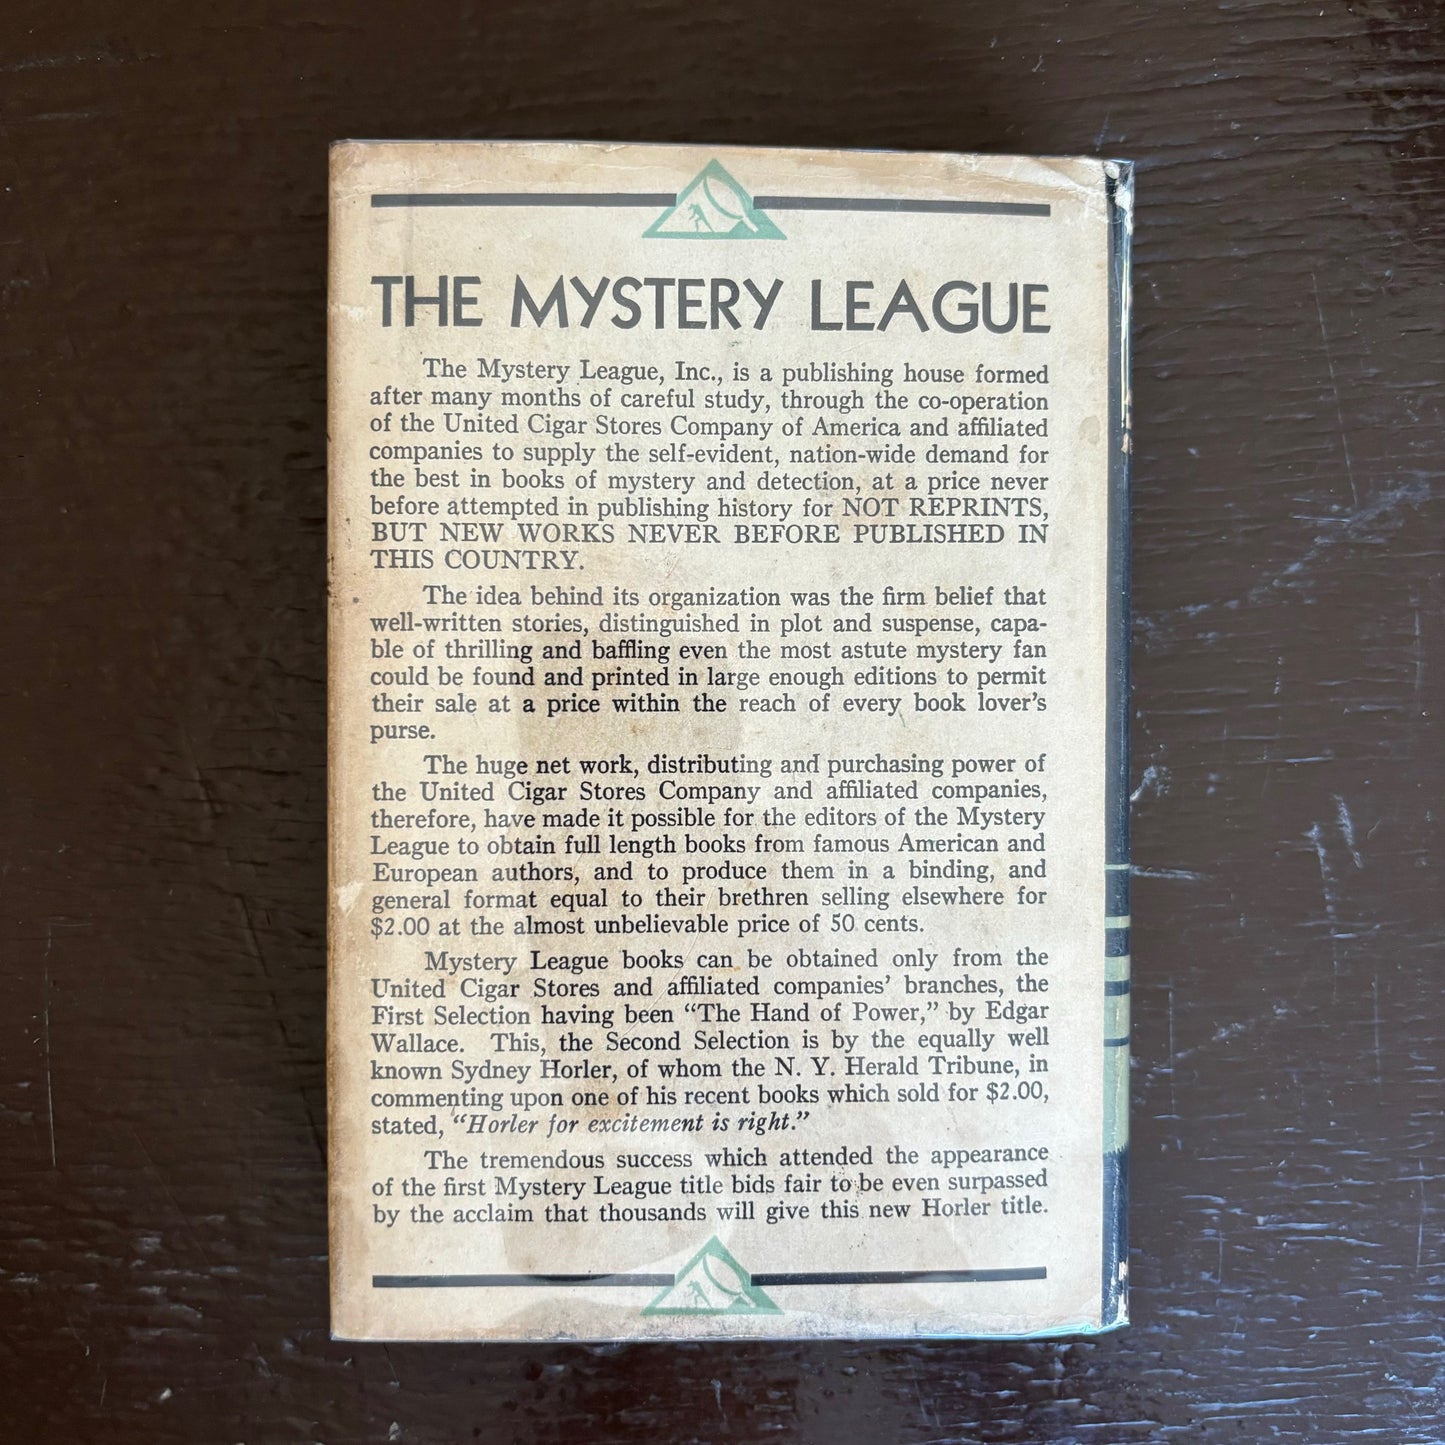 THE MYSTERY LEAGUE
The Mystery League, Inc., is a publishing house formed
after many months of careful study, through the co-operation
of the United Cigar Stores Company of America and affiliated
companies to supply the self-evident, nation-wide demand for
the best in books of mystery and detection, at a price never
before attempted in publishing history for NOT REPRINTS,
BUT NEW WORKS NEVER BEFORE PUBLISHED IN
THIS COUNTRY.
The idea behind its organization was the firm belief that
well-written stories, distinguished in plot and suspense, capa-
ble of thrilling and baffling even the most astute mystery fan
could be found and printed in large enough editions to permit
their sale at a price within the reach of every book lover's
purse.
The huge net work, distributing and purchasing power of
the United Cigar Stores Company and affiliated companies,
therefore, have made it possible for the editors of the Mystery
League to obtain full length books from famous American and
European authors, and to produce them in a binding, and
general format equal to their brethren selling elsewhere for
$2.00 at the almost unbelievable price of 50 cents.
Mystery League books can be obtained only from the
United Cigar Stores and affiliated companies' branches, the
First Selection having been "The Hand of Power," by Edgar
Wallace. This, the Second Selection is by the equally well
known Sydney Horler, of whom the N. Y. Herald Tribune, in
commenting upon one of his recent books which sold for $2.00,
stated, "Horler for excitement is right."
The tremendous success which attended the appearance
of the first Mystery League title bids fair to be even surpassed
by the acclaim that thousands will give this new Horler title.